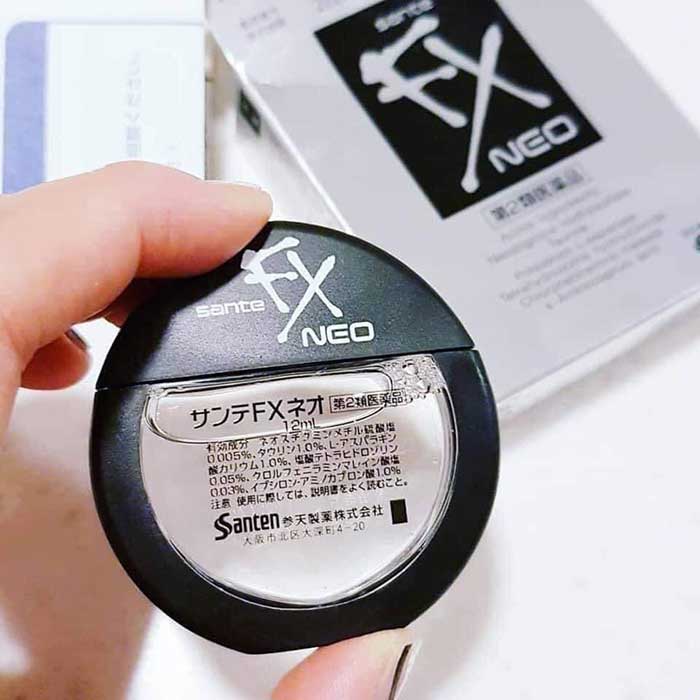 sante
FX
NEO
第2類医薬品
sante
FX
NEO
サンテFXネオ 第2類医薬品
12mL
有効成分 ネオスチグミンメチル硫酸塩
0.005%、タウリン1.0%、L-アスパラギン
酸カリウム1.0%、塩酸テトラヒドロゾリン
0.05%、クロルフェニラミンマレイン酸塩
0.03%、イプシロン-アミノカプロン酸1.0%
注意 使用に際しては、説明書をよく読むこと。
Santen 参天製薬株式会社
大阪市北区大深町4-20